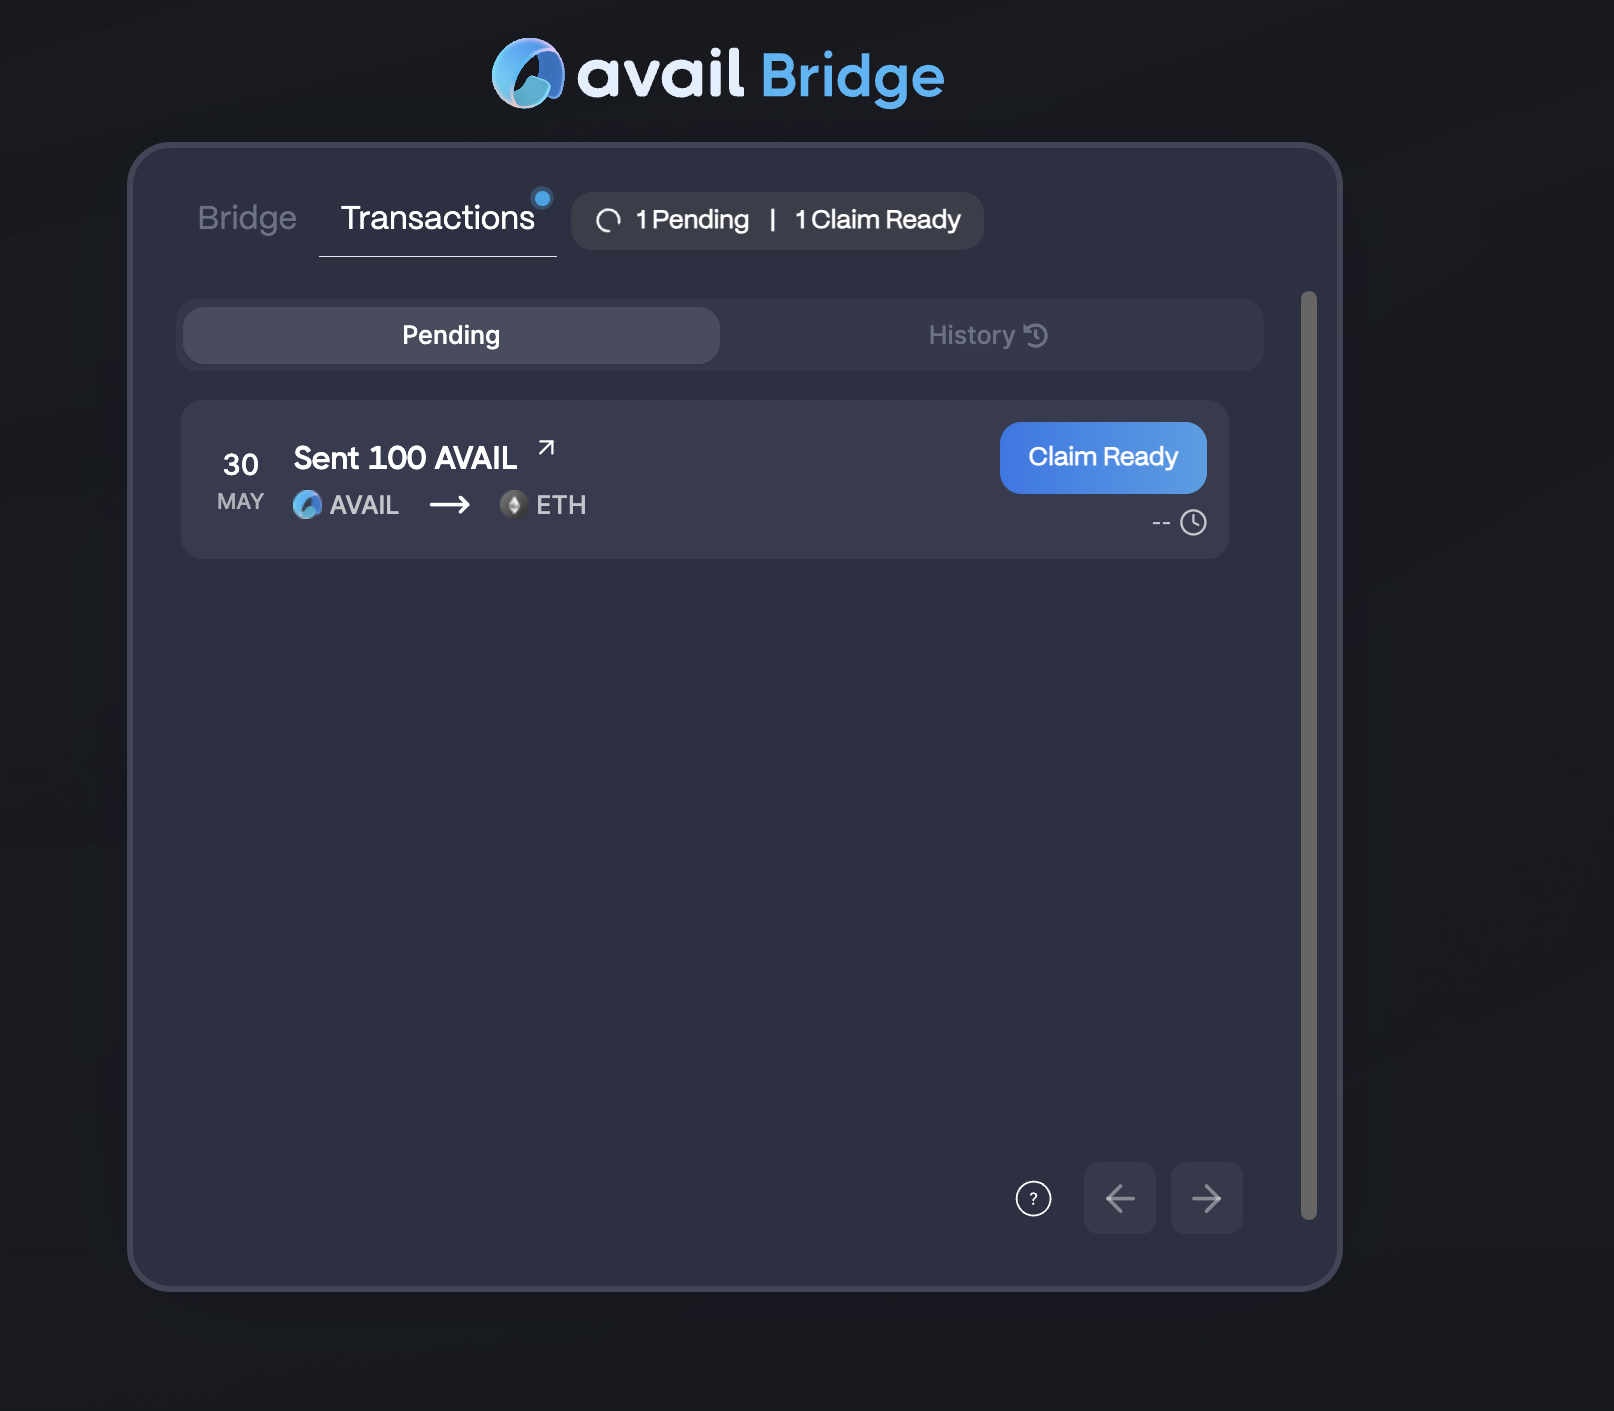 avail Bridge
Bridge
Transactions
1 Pending | 1 Claim Ready
Pending
History
30
MAY
Sent 100 AVAIL
AVAIL
ETH
Claim Ready
--
?